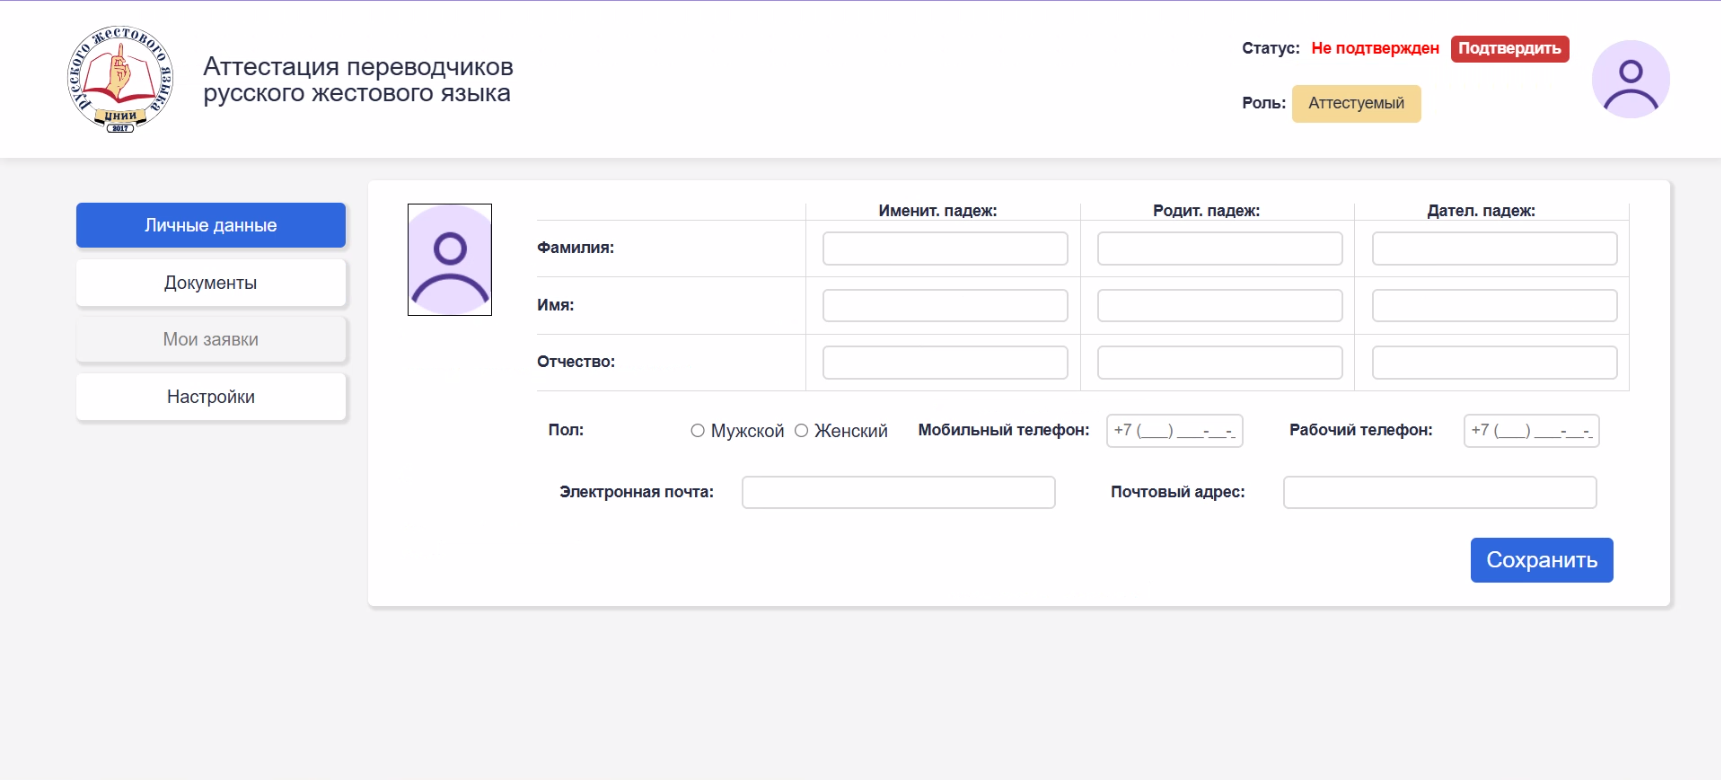 русского жестового языка
ЦНИИ
2017
Аттестация переводчиков
русского жестового языка
Статус: Не подтвержден Подтвердить
Роль: Аттестуемый
Личные данные
Документы
Мои заявки
Настройки
Именит. падеж: Родит. падеж: Дател. падеж:
Фамилия:
Имя:
Отчество:
Пол: Мужской Женский Мобильный телефон: +7 (___) ___-__-_ Рабочий телефон: +7 (___) ___-__-_
Электронная почта: Почтовый адрес:
Сохранить